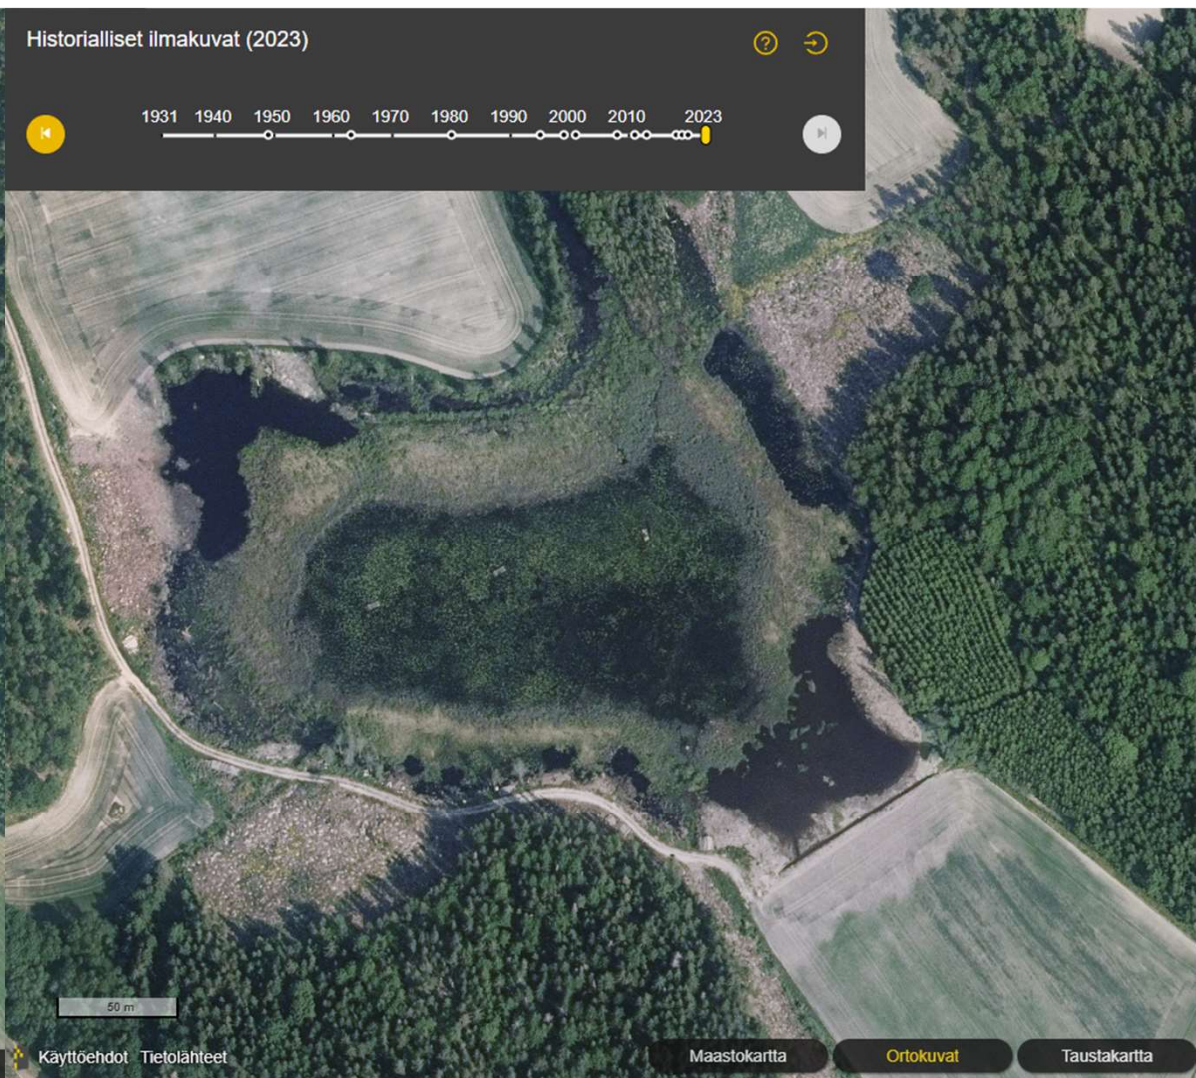 Historialliset ilmakuvat (2023)
1931 1940 1950 1960 1970 1980 1990 2000 2010 2023
50 m
Käyttöehdot Tietolähteet
Maastokartta Ortokuvat Taustakartta